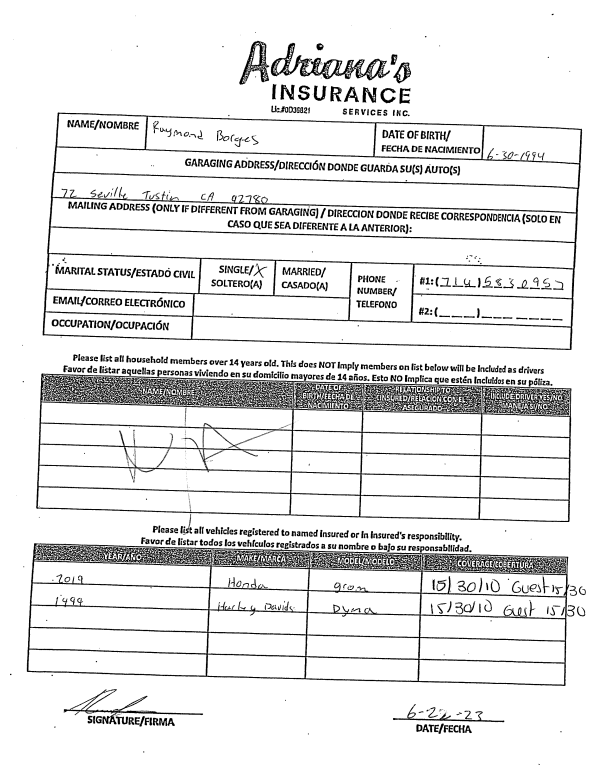 Adriana's
INSURANCE
Lic.#0D36821 SERVICES INC.
NAME/NOMBRE Raymond Borges DATE OF BIRTH/
FECHA DE NACIMIENTO 6-30-1994
GARAGING ADDRESS/DIRECCIÓN DONDE GUARDA SU(S) AUTO(S)
72 Seville Tustin CA 92780
MAILING ADDRESS (ONLY IF DIFFERENT FROM GARAGING) / DIRECCION DONDE RECIBE CORRESPONDENCIA (SOLO EN
CASO QUE SEA DIFERENTE A LA ANTERIOR):
MARITAL STATUS/ESTADO CIVIL SINGLE/X MARRIED/ PHONE #1: (714) 583 0957
SOLTERO(A) CASADO(A) NUMBER/
EMAIL/CORREO ELECTRÓNICO TELEFONO #2: (___)
OCCUPATION/OCUPACIÓN
Please list all household members over 14 years old. This does NOT imply members on list below will be included as drivers
Favor de listar aquellas personas viviendo en su domicilio mayores de 14 años. Esto NO implica que estén incluidos en su póliza.
NAME/NOMBRE DATE OF RELATIONSHIP TO INCLUDE DRIVER YES/NO
BIRTH/FECHA DE INSURED/RELACIÓN CON EL
NACIMIENTO ASEGURADO
N-A
Please list all vehicles registered to named insured or in insured's responsibility.
Favor de listar todos los vehículos registrados a su nombre o bajo su responsabilidad.
YEAR/AÑO MAKE/MARCA MODEL/MODELO COVERAGE/COBERTURA
2019 Honda grom 15/30/10 Guest 15/30
1999 Harley Davids Dyna 15/30/10 Guest 15/30
SIGNATURE/FIRMA
6-22-23
DATE/FECHA